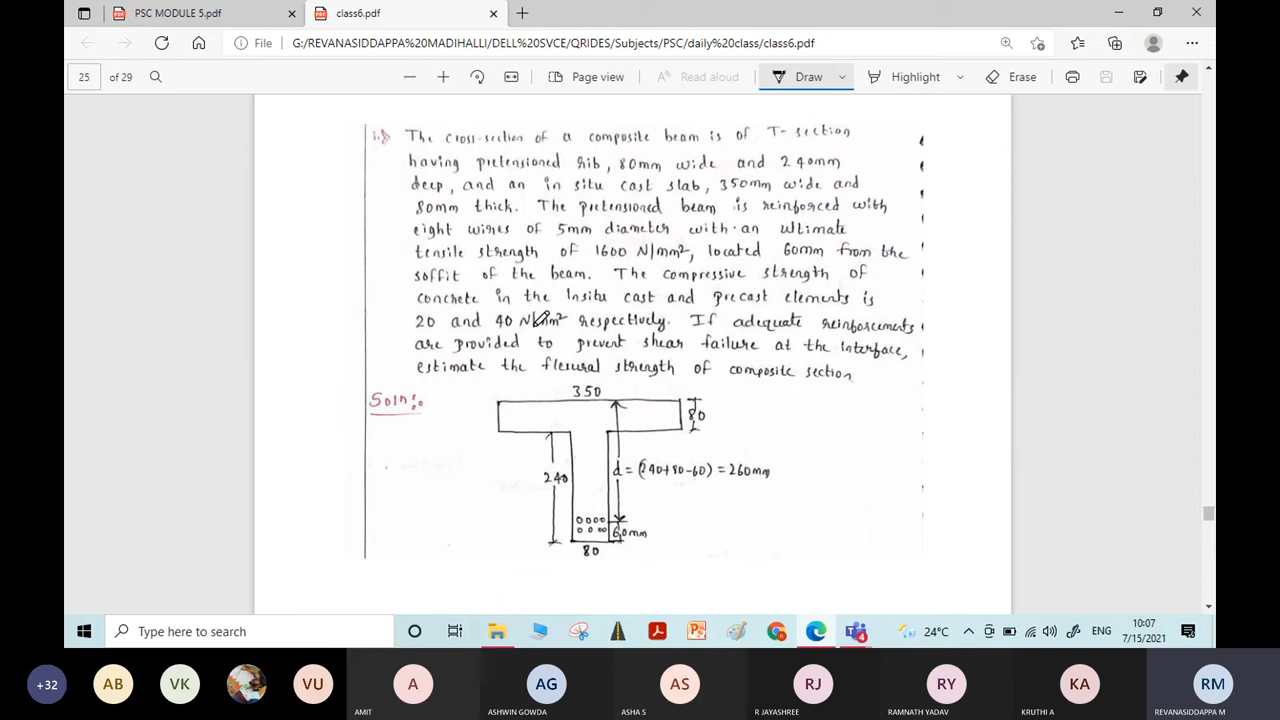 PSC MODULE 5.pdf
class6.pdf
File
G:/REVANASIDDAPPA %20MADIHALLI/DELL%20SVCE/QRIDES/Subjects/PSC/daily%20class/class6.pdf
25 of 29
Page view
Read aloud
Draw
Highlight
Erase
1.) The cross-section of a composite beam is of T-section
having pretensioned rib, 80mm wide and 240mm
deep, and an in situ cast slab, 350mm wide and
80mm thick. The pretensioned beam is reinforced with
eight wires of 5mm diameter with an ultimate
tensile strength of 1600 N/mm², located 60mm from the
soffit of the beam. The compressive strength of
concrete in the Insitu cast and precast elements is
20 and 40 N/mm² respectively. If adequate reinforcements
are provided to prevent shear failure at the interface,
estimate the flexural strength of composite section.
Soln:
350
80
240
d = (240+80-60) = 260mm
60mm
80
Type here to search
24°C
ENG
10:07
7/15/2021
+32
AB
VK
VU
A
AMIT
AG
ASHWIN GOWDA
AS
ASHA S
RJ
R JAYASHREE
RY
RAMNATH YADAV
KA
KRUTHI A
RM
REVANASIDDAPPA M